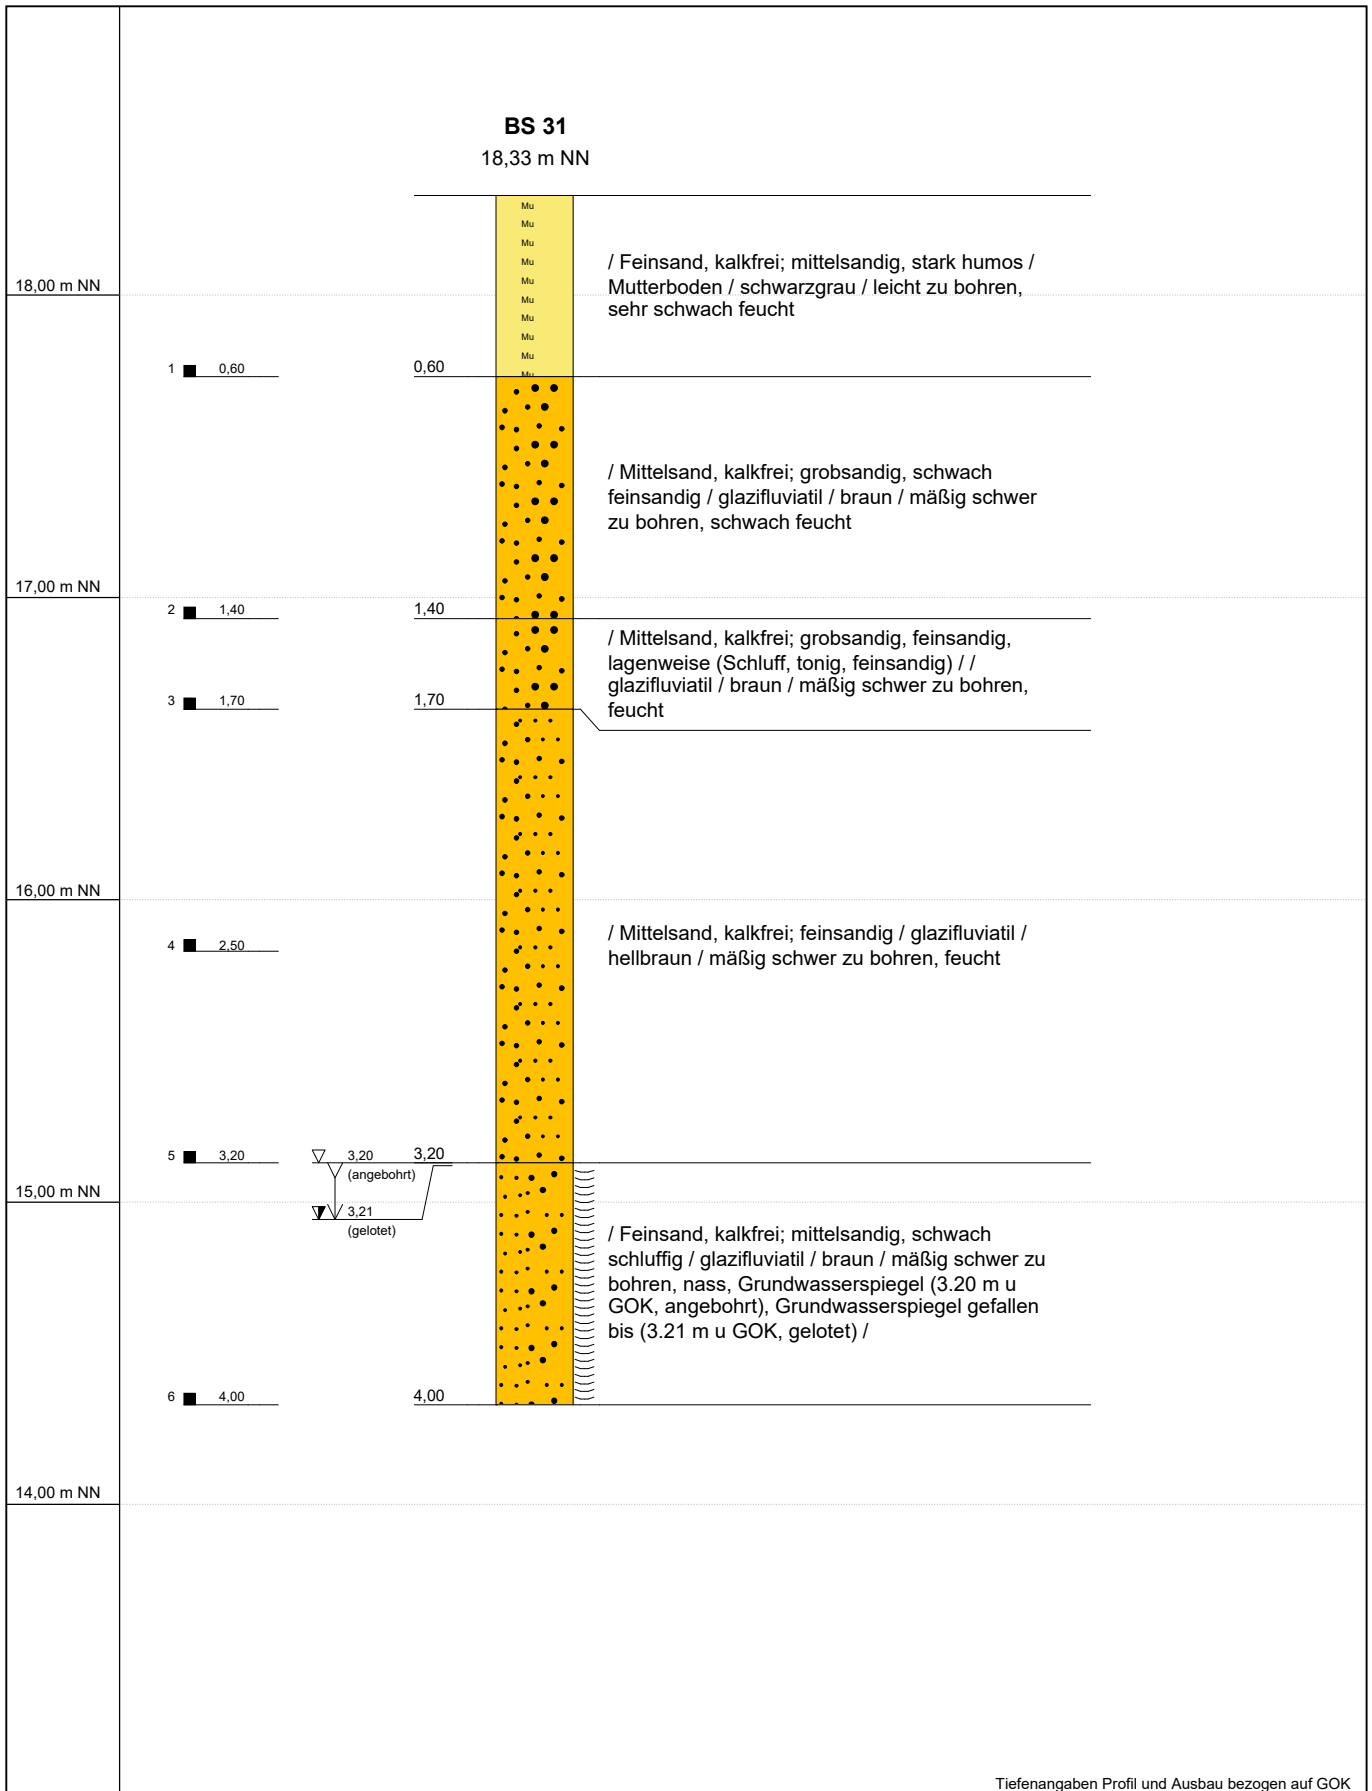 BS 31
18,33 m NN
Mu
Mu
Mu
Mu
Mu
Mu
Mu
Mu
Mu
Mu
/ Feinsand, kalkfrei; mittelsandig, stark humos /
Mutterboden / schwarzgrau / leicht zu bohren,
sehr schwach feucht
18,00 m NN
1 0,60 0,60
/ Mittelsand, kalkfrei; grobsandig, schwach
feinsandig / glazifluviatil / braun / mäßig schwer
zu bohren, schwach feucht
17,00 m NN
2 1,40 1,40
/ Mittelsand, kalkfrei; grobsandig, feinsandig,
lagenweise (Schluff, tonig, feinsandig) / /
glazifluviatil / braun / mäßig schwer zu bohren,
feucht
3 1,70 1,70
16,00 m NN
4 2,50
/ Mittelsand, kalkfrei; feinsandig / glazifluviatil /
hellbraun / mäßig schwer zu bohren, feucht
5 3,20 3,20 3,20
(angebohrt)
15,00 m NN
3,21
(gelotet)
/ Feinsand, kalkfrei; mittelsandig, schwach
schluffig / glazifluviatil / braun / mäßig schwer zu
bohren, nass, Grundwasserspiegel (3.20 m u
GOK, angebohrt), Grundwasserspiegel gefallen
bis (3.21 m u GOK, gelotet) /
6 4,00 4,00
14,00 m NN
Tiefenangaben Profil und Ausbau bezogen auf GOK